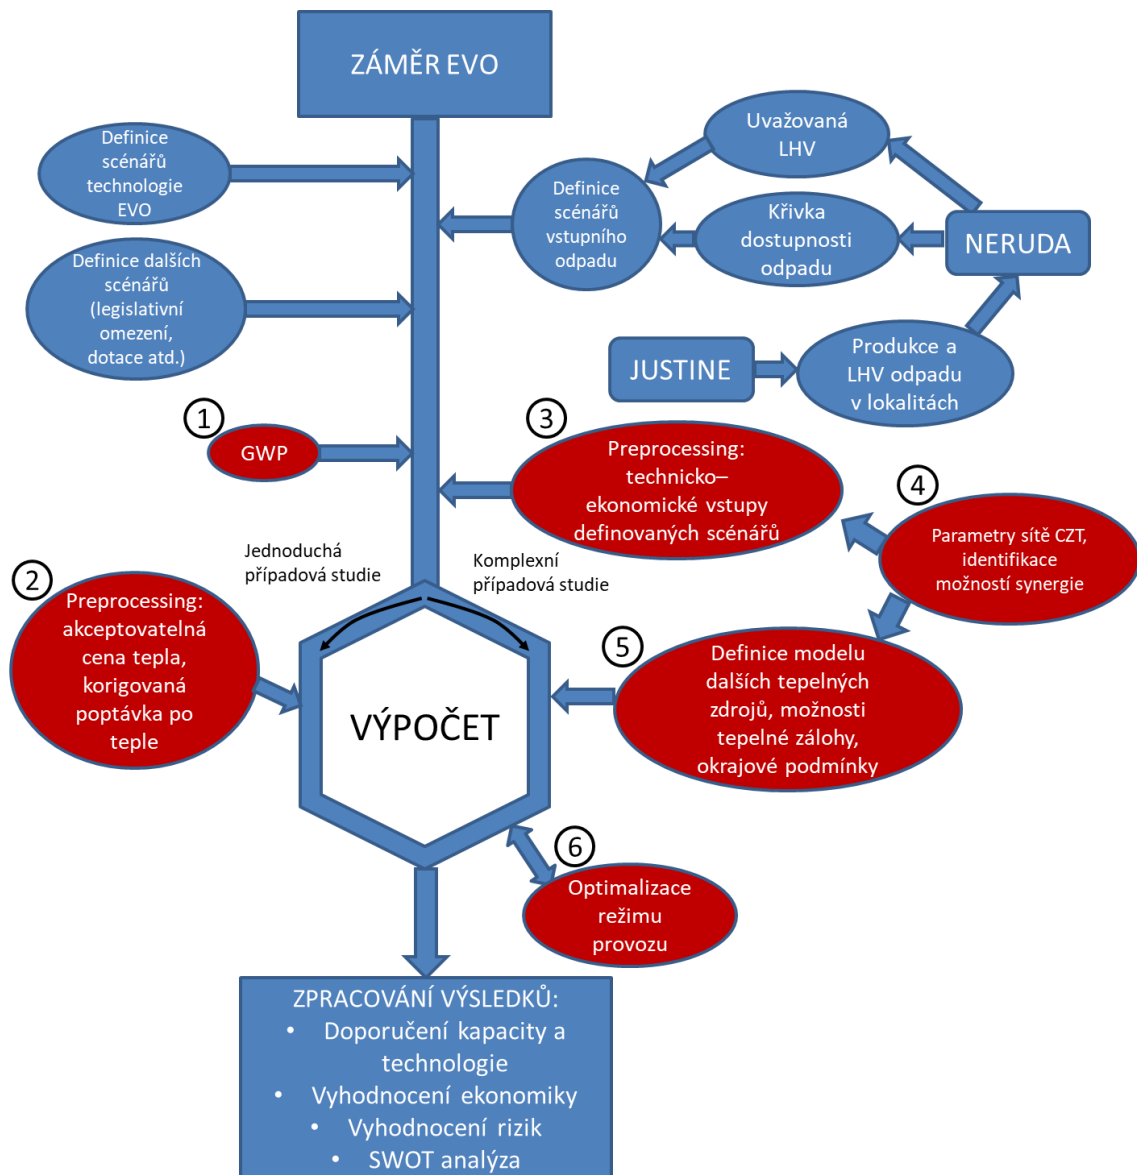 ZÁMĚR EVO
Definice
scénářů
technologie
EVO
Uvažovaná
LHV
Definice
scénářů
vstupního
odpadu
Křivka
dostupnosti
odpadu
NERUDA
Definice dalších
scénářů
(legislativní
omezení,
dotace atd.)
JUSTINE
Produkce a
LHV odpadu
v lokalitách
1
GWP
3
Preprocessing:
technicko–
ekonomické vstupy
definovaných scénářů
4
Parametry sítě CZT,
identifikace
možností synergie
Jednoduchá
případová studie
Komplexní
případová studie
2
Preprocessing:
akceptovatelná
cena tepla,
korigovaná
poptávka po
teple
VÝPOČET
5
Definice modelu
dalších tepelných
zdrojů, možnosti
tepelné zálohy,
okrajové podmínky
6
Optimalizace
režimu
provozu
ZPRACOVÁNÍ VÝSLEDKŮ:
• Doporučení kapacity a
technologie
• Vyhodnocení ekonomiky
• Vyhodnocení rizik
• SWOT analýza